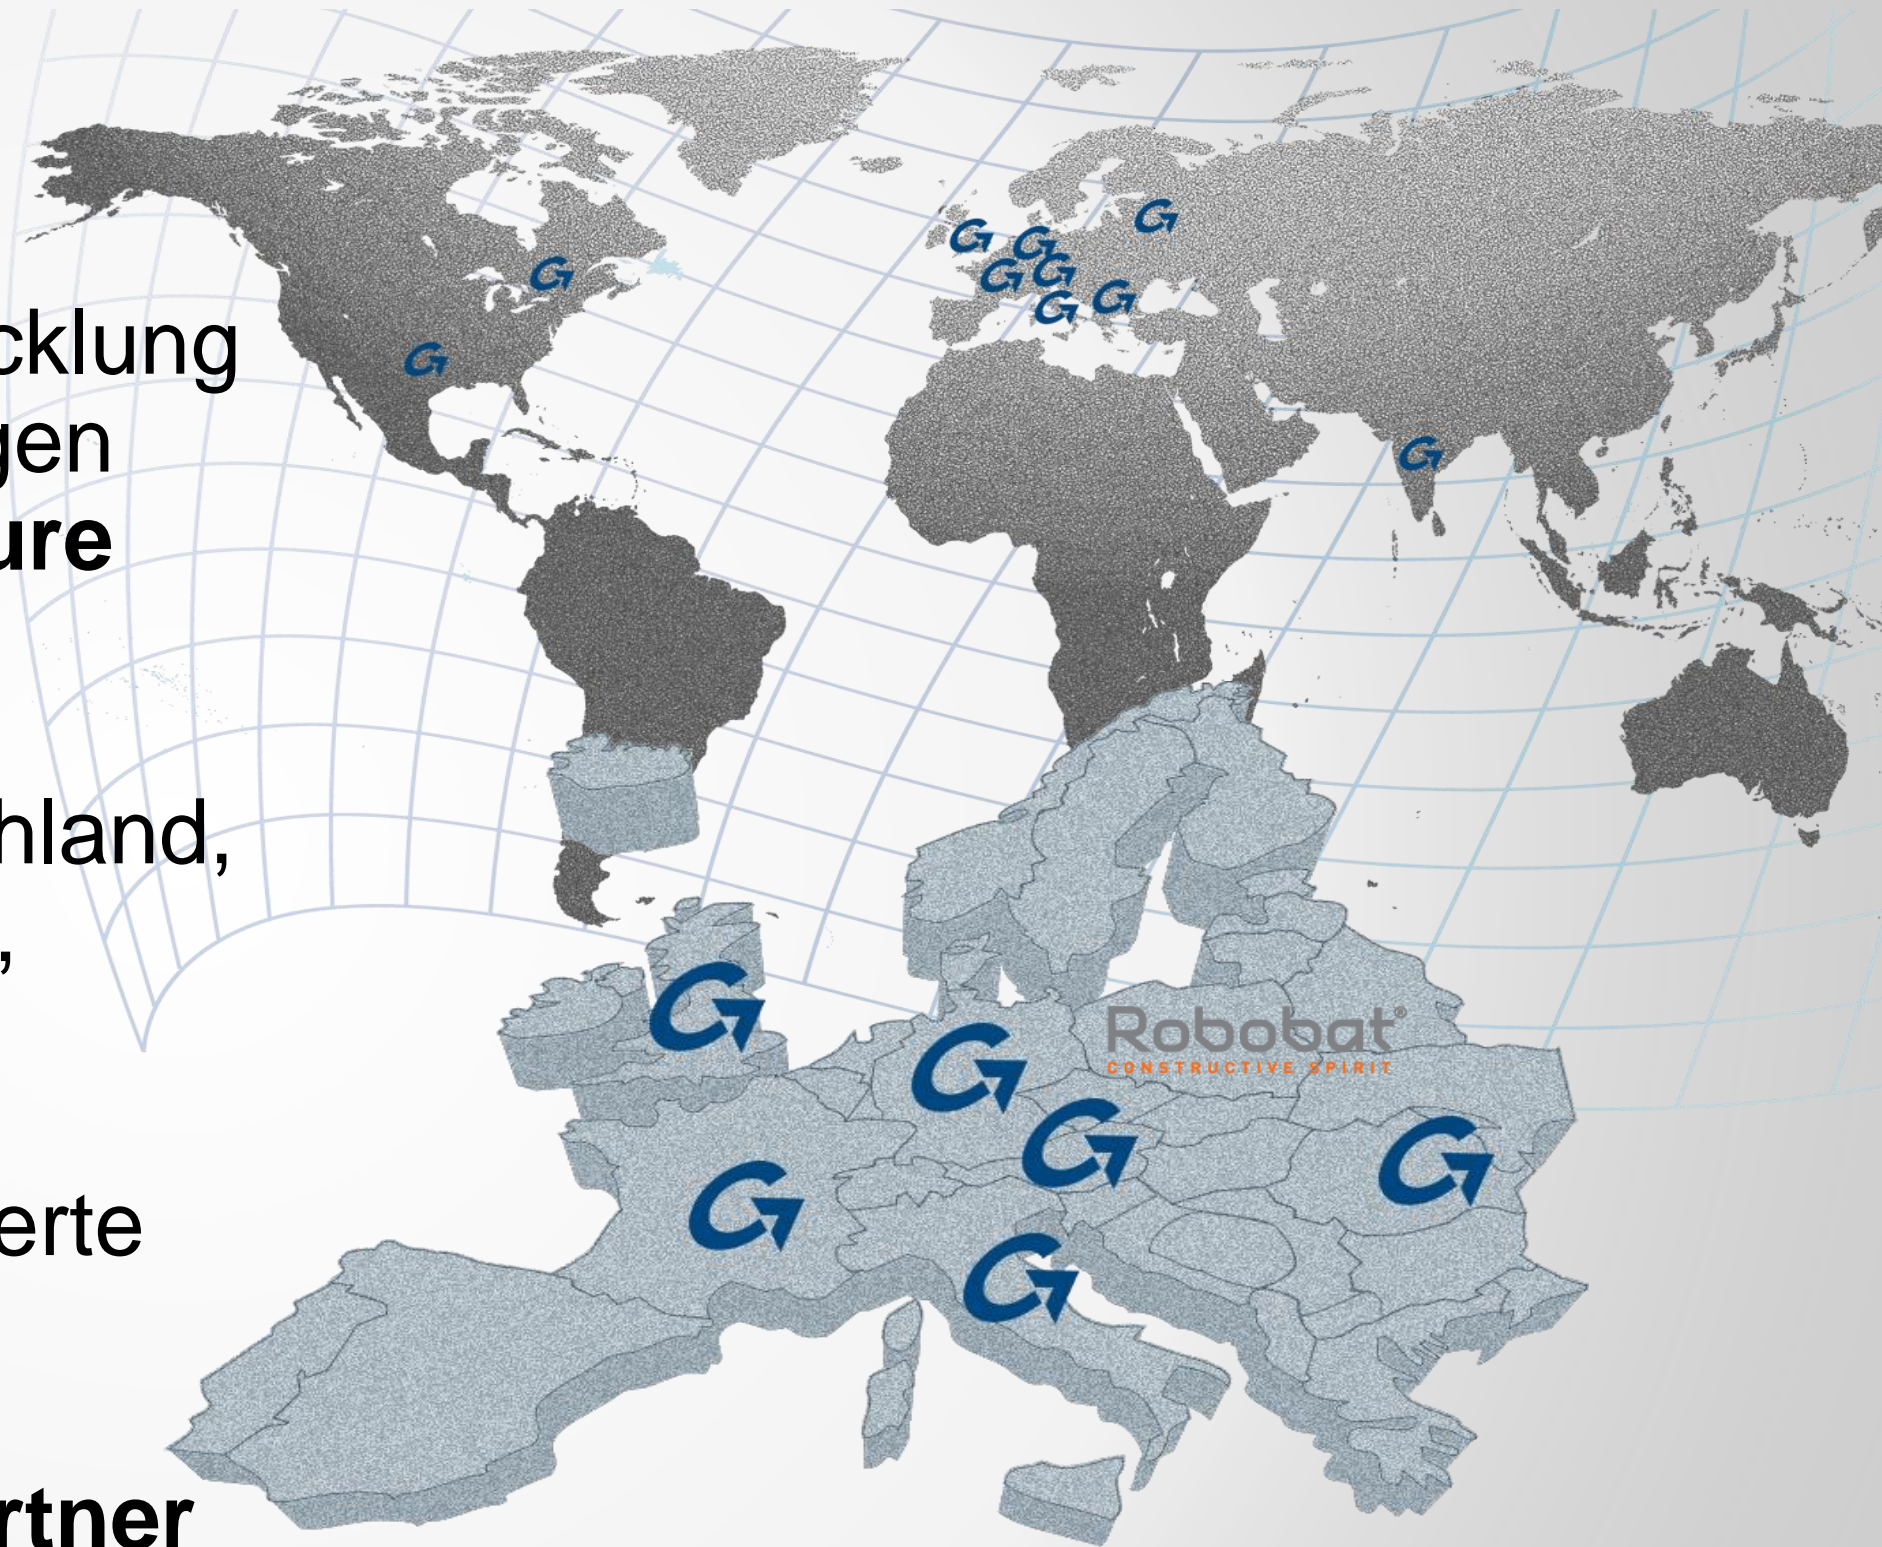 cklung
gen
ure
hland,
,
Robobat®
CONSTRUCTIVE SPIRIT
erte
rtner